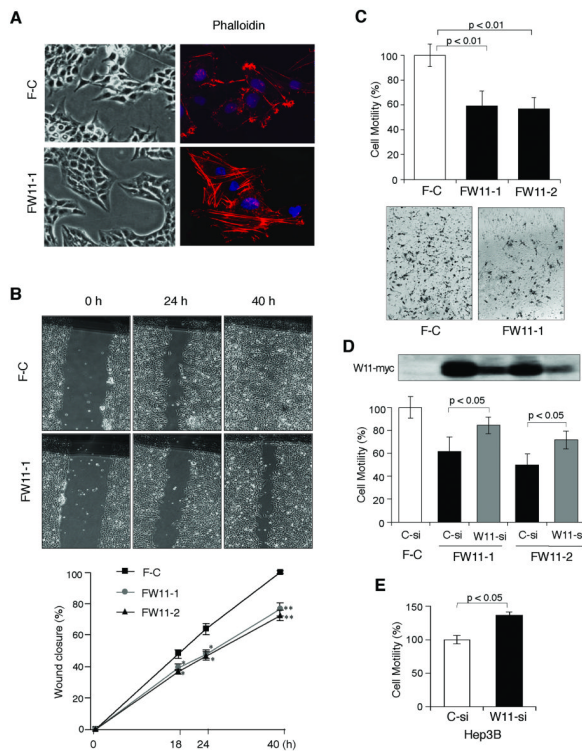 A
Phalloidin
F-C
FW11-1
B
0 h
24 h
40 h
F-C
FW11-1
Wound closure (%)
100
80
60
40
20
0
F-C
FW11-1
FW11-2
*
*
*
*
**
**
0
18
24
40 (h)
C
p < 0.01
p < 0.01
Cell Motility (%)
100
80
60
40
20
0
F-C
FW11-1
FW11-2
F-C
FW11-1
D
W11-myc
p < 0.05
p < 0.05
Cell Motility (%)
100
80
60
40
20
0
C-si
C-si
W11-si
C-si
W11-si
F-C
FW11-1
FW11-2
E
p < 0.05
Cell Motility (%)
150
100
50
0
C-si
W11-si
Hep3B